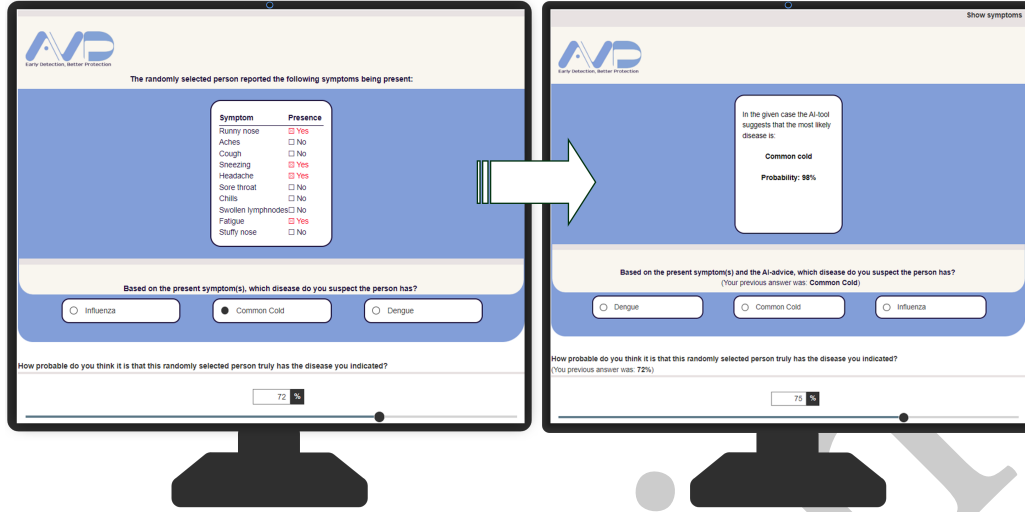 AVP
Early Detection, Better Protection
The randomly selected person reported the following symptoms being present:
Symptom Presence
Runny nose ☒ Yes
Aches ☐ No
Cough ☐ No
Sneezing ☒ Yes
Headache ☒ Yes
Sore throat ☐ No
Chills ☐ No
Swollen lymphnodes ☐ No
Fatigue ☒ Yes
Stuffy nose ☐ No
Based on the present symptom(s), which disease do you suspect the person has?
Influenza
Common Cold
Dengue
How probable do you think it is that this randomly selected person truly has the disease you indicated?
72 %
Show symptoms
AVP
Early Detection, Better Protection
In the given case the AI-tool
suggests that the most likely
disease is:
Common cold
Probability: 98%
Based on the present symptom(s) and the AI-advice, which disease do you suspect the person has?
(Your previous answer was: Common Cold)
Dengue
Common Cold
Influenza
How probable do you think it is that this randomly selected person truly has the disease you indicated?
(You previous answer was: 72%)
75 %